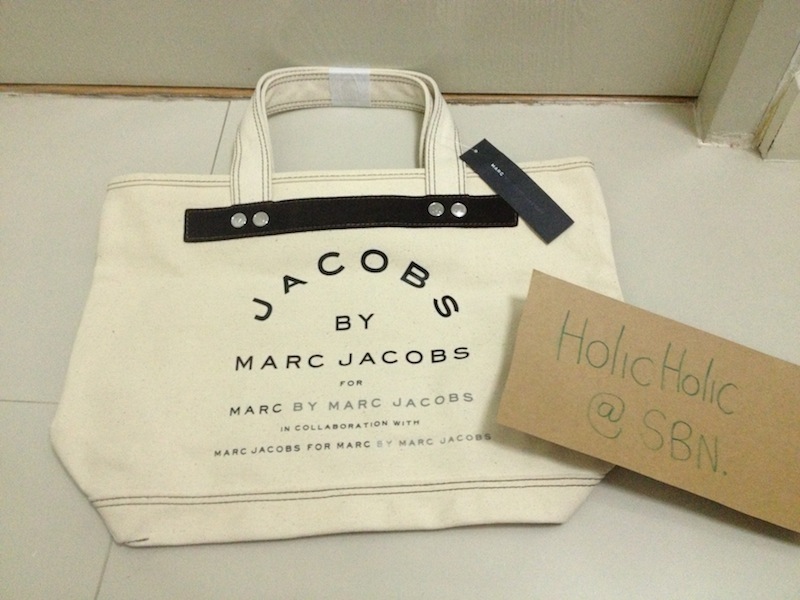 MARC
JACOBS
BY
MARC JACOBS
FOR
MARC BY MARC JACOBS
IN COLLABORATION WITH
MARC JACOBS FOR MARC BY MARC JACOBS
HolicHolic
@ SBN.